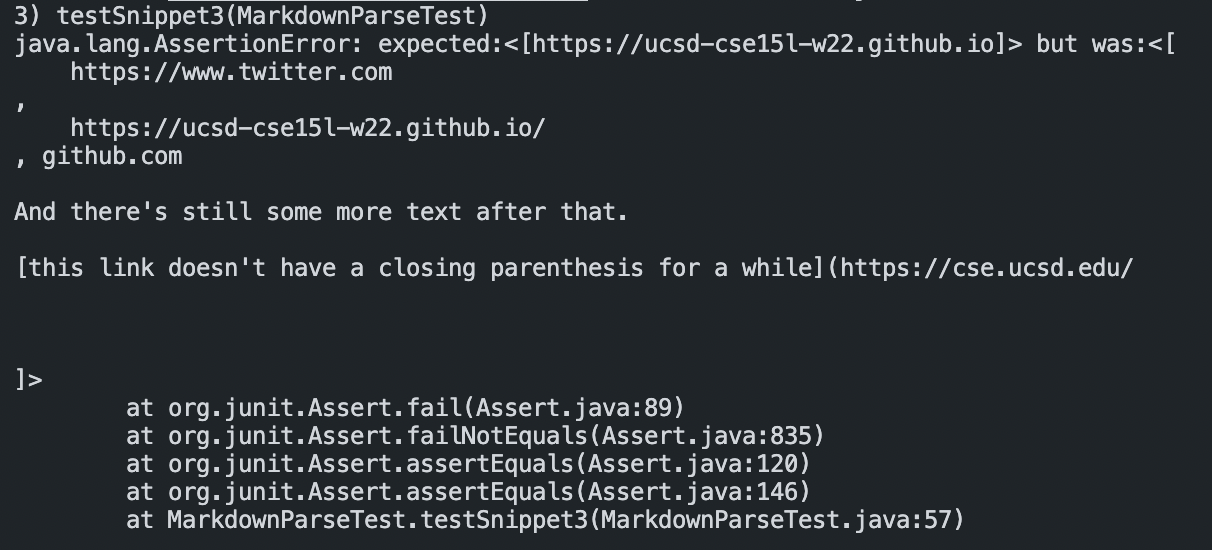 3) testSnippet3(MarkdownParseTest)
java.lang.AssertionError: expected:<[https://ucsd-cse15l-w22.github.io]> but was:<[
    https://www.twitter.com
,
    https://ucsd-cse15l-w22.github.io/
, github.com

And there's still some more text after that.

[this link doesn't have a closing parenthesis for a while](https://cse.ucsd.edu/



]>
        at org.junit.Assert.fail(Assert.java:89)
        at org.junit.Assert.failNotEquals(Assert.java:835)
        at org.junit.Assert.assertEquals(Assert.java:120)
        at org.junit.Assert.assertEquals(Assert.java:146)
        at MarkdownParseTest.testSnippet3(MarkdownParseTest.java:57)